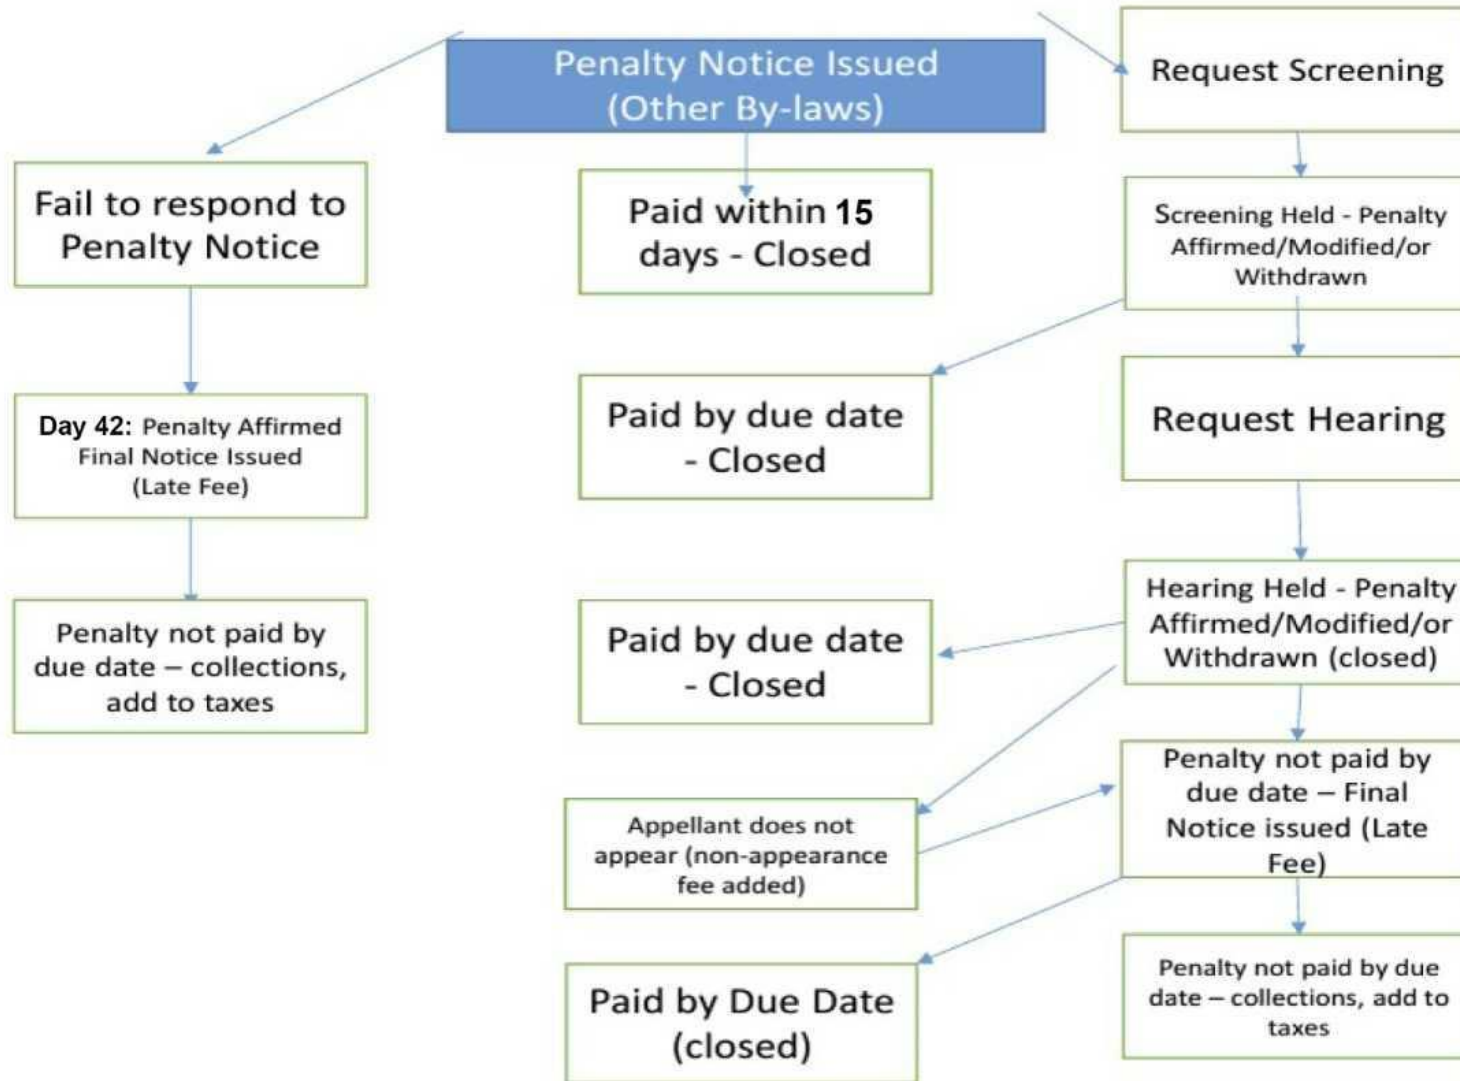 Penalty Notice Issued
(Other By-laws)
Request Screening
Fail to respond to
Penalty Notice
Paid within 15
days - Closed
Screening Held - Penalty
Affirmed/Modified/or
Withdrawn
Day 42: Penalty Affirmed
Final Notice Issued
(Late Fee)
Paid by due date
- Closed
Request Hearing
Penalty not paid by
due date – collections,
add to taxes
Paid by due date
- Closed
Hearing Held - Penalty
Affirmed/Modified/or
Withdrawn (closed)
Appellant does not
appear (non-appearance
fee added)
Penalty not paid by
due date – Final
Notice issued (Late
Fee)
Paid by Due Date
(closed)
Penalty not paid by due
date – collections, add to
taxes